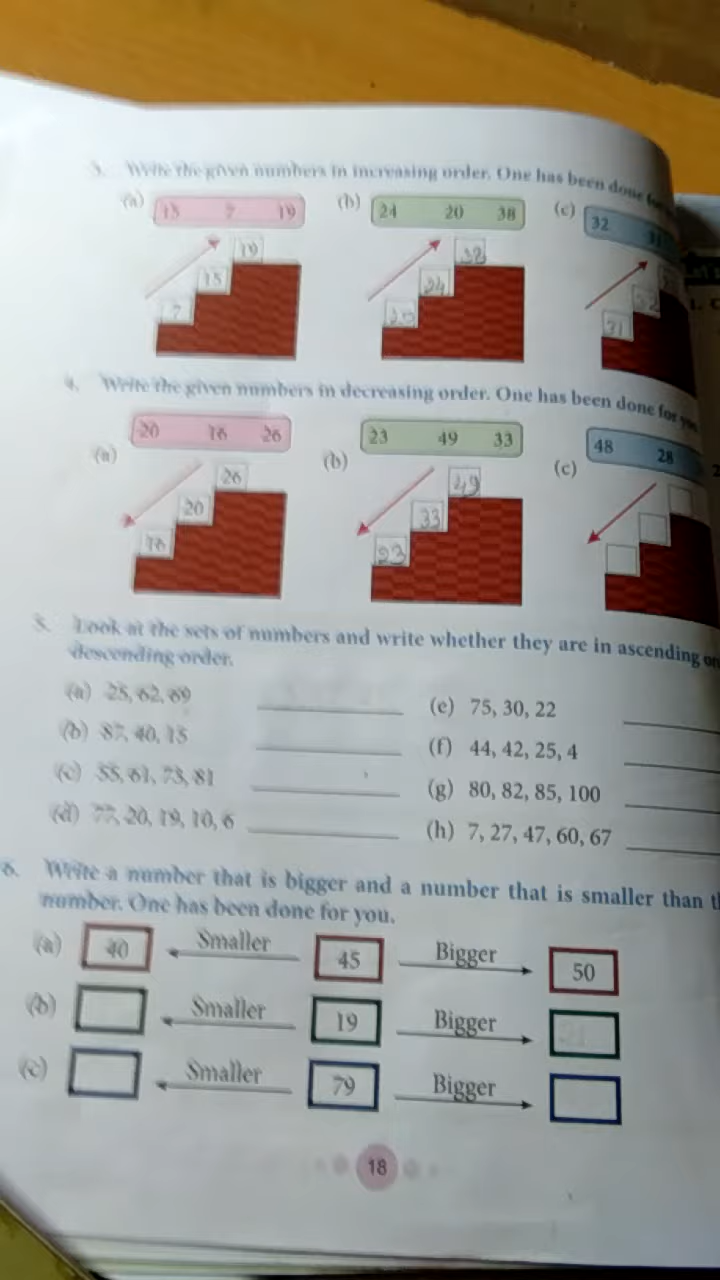 3. Write the given numbers in increasing order. One has been done for
(a) 15 7 19 (b) 24 20 38 (c) 32 31
19 38
15 24 32
7 20 31
4. Write the given numbers in decreasing order. One has been done for you
(a) 20 16 26 (b) 23 49 33 (c) 48 28
26 49
20 33
16 23
5. Look at the sets of numbers and write whether they are in ascending or
descending order.
(a) 25, 62, 69 (e) 75, 30, 22
(b) 87, 40, 15 (f) 44, 42, 25, 4
(c) 55, 61, 73, 81 (g) 80, 82, 85, 100
(d) 77, 20, 19, 10, 6 (h) 7, 27, 47, 60, 67
6. Write a number that is bigger and a number that is smaller than
number. One has been done for you.
(a) 40 Smaller 45 Bigger 50
(b) Smaller 19 Bigger
(c) Smaller 79 Bigger
18